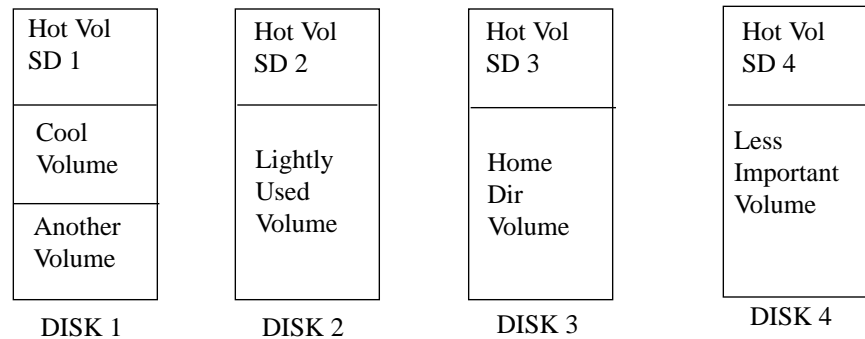 Hot Vol
SD 1
Cool
Volume
Another
Volume
DISK 1
Hot Vol
SD 2
Lightly
Used
Volume
DISK 2
Hot Vol
SD 3
Home
Dir
Volume
DISK 3
Hot Vol
SD 4
Less
Important
Volume
DISK 4